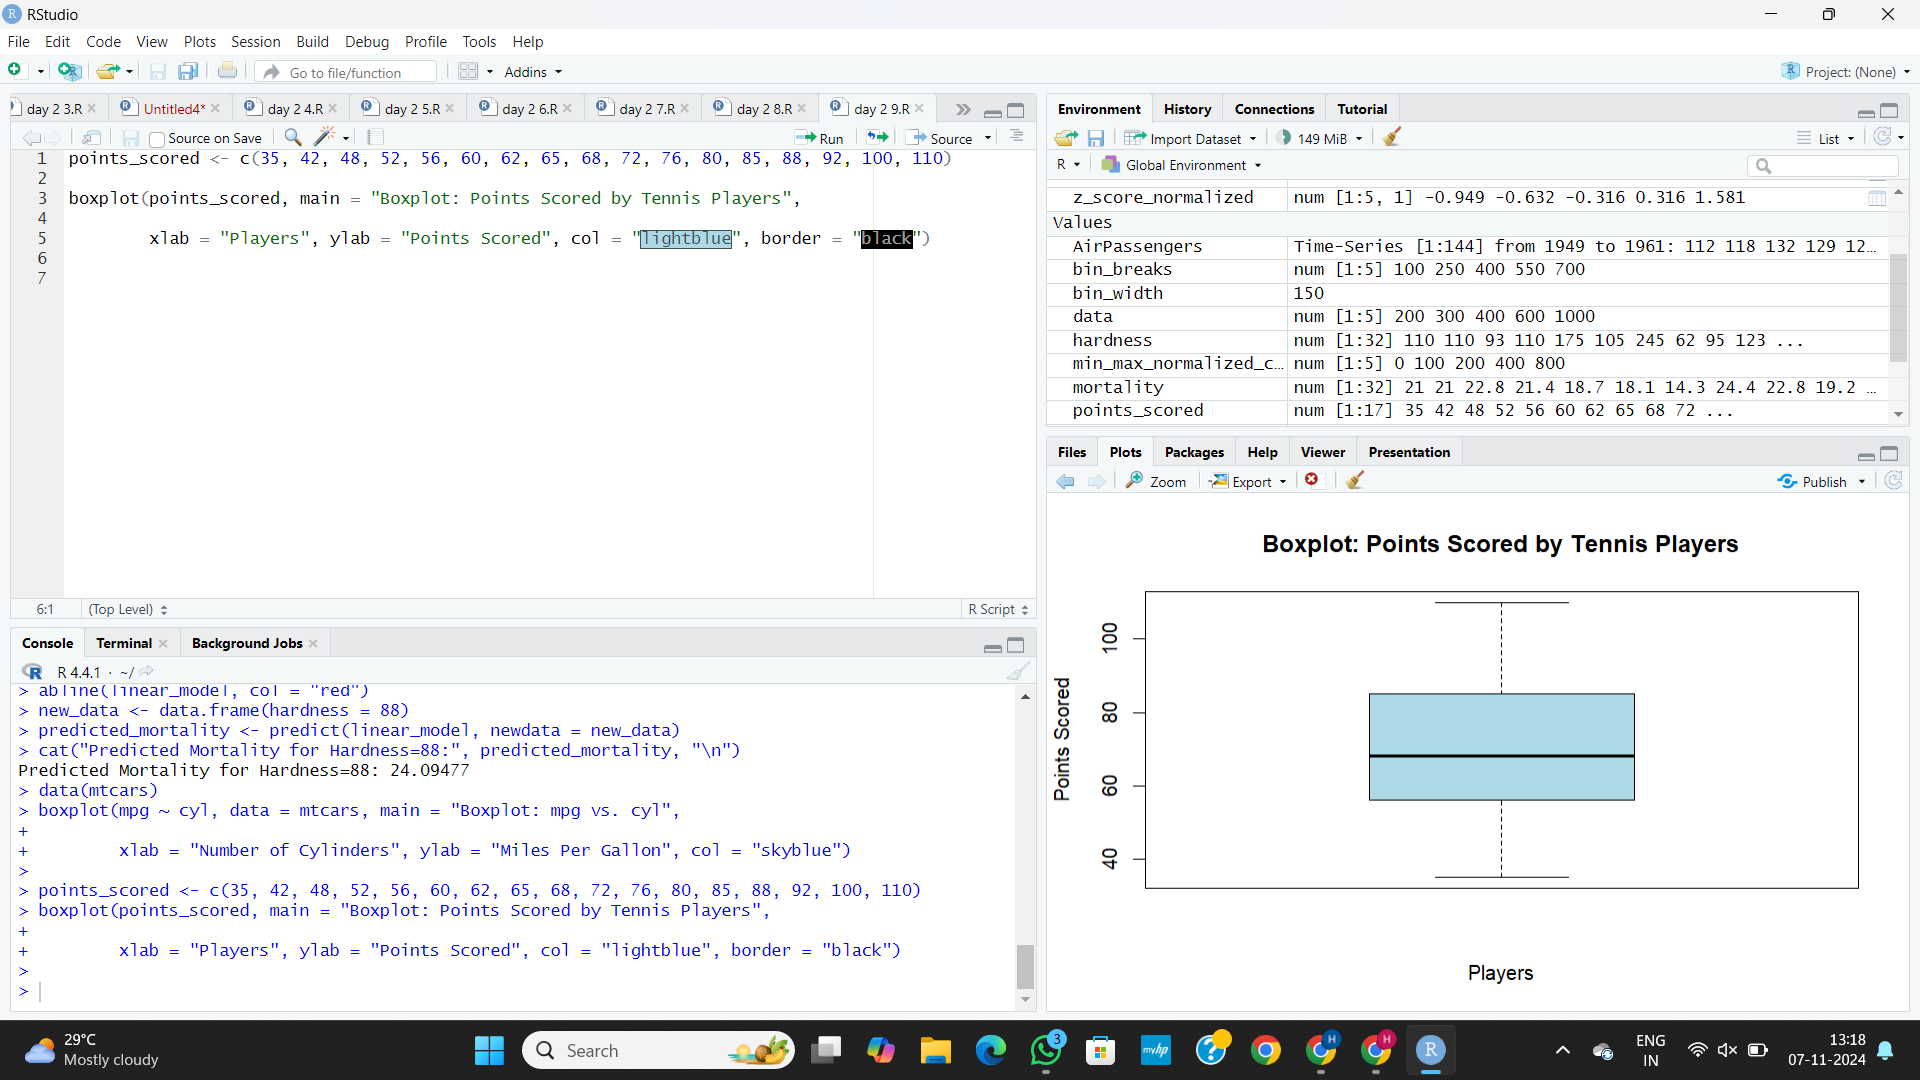 RStudio
File Edit Code View Plots Session Build Debug Profile Tools Help
Go to file/function Addins Project: (None)
day 2 3.R Untitled4* day 2 4.R day 2 5.R day 2 6.R day 2 7.R day 2 8.R day 2 9.R
Source on Save Run Source
1 points_scored <- c(35, 42, 48, 52, 56, 60, 62, 65, 68, 72, 76, 80, 85, 88, 92, 100, 110)
2
3 boxplot(points_scored, main = "Boxplot: Points Scored by Tennis Players",
4
5 xlab = "Players", ylab = "Points Scored", col = "lightblue", border = "black")
6
7
6:1 (Top Level) R Script
Console Terminal Background Jobs
R 4.4.1 · ~/
> abline(linear_model, col = "red")
> new_data <- data.frame(hardness = 88)
> predicted_mortality <- predict(linear_model, newdata = new_data)
> cat("Predicted Mortality for Hardness=88:", predicted_mortality, "\n")
Predicted Mortality for Hardness=88: 24.09477
> data(mtcars)
> boxplot(mpg ~ cyl, data = mtcars, main = "Boxplot: mpg vs. cyl",
+
+ xlab = "Number of Cylinders", ylab = "Miles Per Gallon", col = "skyblue")
>
> points_scored <- c(35, 42, 48, 52, 56, 60, 62, 65, 68, 72, 76, 80, 85, 88, 92, 100, 110)
> boxplot(points_scored, main = "Boxplot: Points Scored by Tennis Players",
+
+ xlab = "Players", ylab = "Points Scored", col = "lightblue", border = "black")
>
>
Environment History Connections Tutorial
Import Dataset 149 MiB List
R Global Environment
z_score_normalized num [1:5, 1] -0.949 -0.632 -0.316 0.316 1.581
Values
AirPassengers Time-Series [1:144] from 1949 to 1961: 112 118 132 129 12…
bin_breaks num [1:5] 100 250 400 550 700
bin_width 150
data num [1:5] 200 300 400 600 1000
hardness num [1:32] 110 110 93 110 175 105 245 62 95 123 ...
min_max_normalized_c… num [1:5] 0 100 200 400 800
mortality num [1:32] 21 21 22.8 21.4 18.7 18.1 14.3 24.4 22.8 19.2 …
points_scored num [1:17] 35 42 48 52 56 60 62 65 68 72 ...
Files Plots Packages Help Viewer Presentation
Zoom Export Publish
Boxplot: Points Scored by Tennis Players
Points Scored
100
80
60
40
Players
29°C
Mostly cloudy
Search
3
myhp
H
H
R
ENG
IN
13:18
07-11-2024